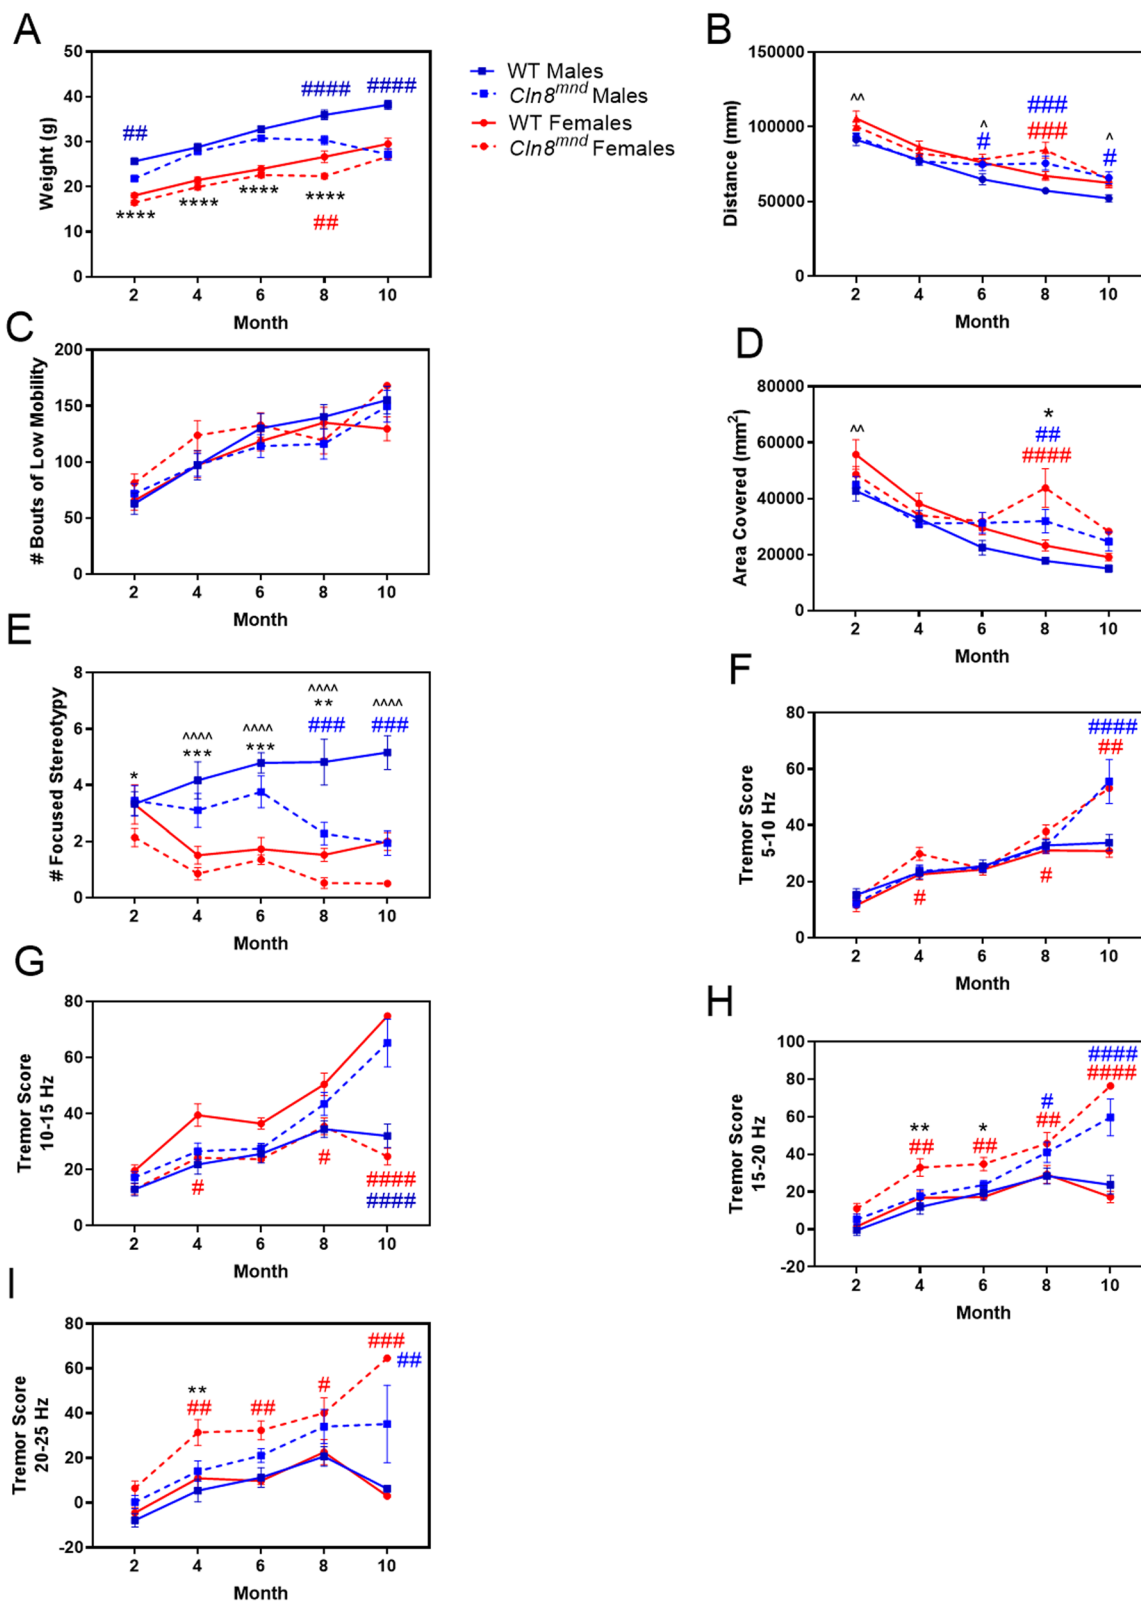 A
50
40
30
20
10
0
Weight (g)
##
####
####
****
****
****
****
##
2 4 6 8 10
Month
WT Males
Cln8mnd Males
WT Females
Cln8mnd Females
B
150000
100000
50000
0
Distance (mm)
^^
^
#
###
###
^
#
2 4 6 8 10
Month
C
200
150
100
50
0
# Bouts of Low Mobility
2 4 6 8 10
Month
D
80000
60000
40000
20000
0
Area Covered (mm2)
^^
*
##
####
2 4 6 8 10
Month
E
8
6
4
2
0
# Focused Stereotypy
*
^^^^
***
^^^^
***
^^^^
**
###
^^^^
###
2 4 6 8 10
Month
F
80
60
40
20
0
Tremor Score
5-10 Hz
#
#
####
##
2 4 6 8 10
Month
G
80
60
40
20
0
Tremor Score
10-15 Hz
#
#
####
####
2 4 6 8 10
Month
H
100
80
60
40
20
0
-20
Tremor Score
15-20 Hz
**
##
*
##
#
##
####
####
2 4 6 8 10
Month
I
80
60
40
20
0
-20
Tremor Score
20-25 Hz
**
##
##
#
###
##
2 4 6 8 10
Month